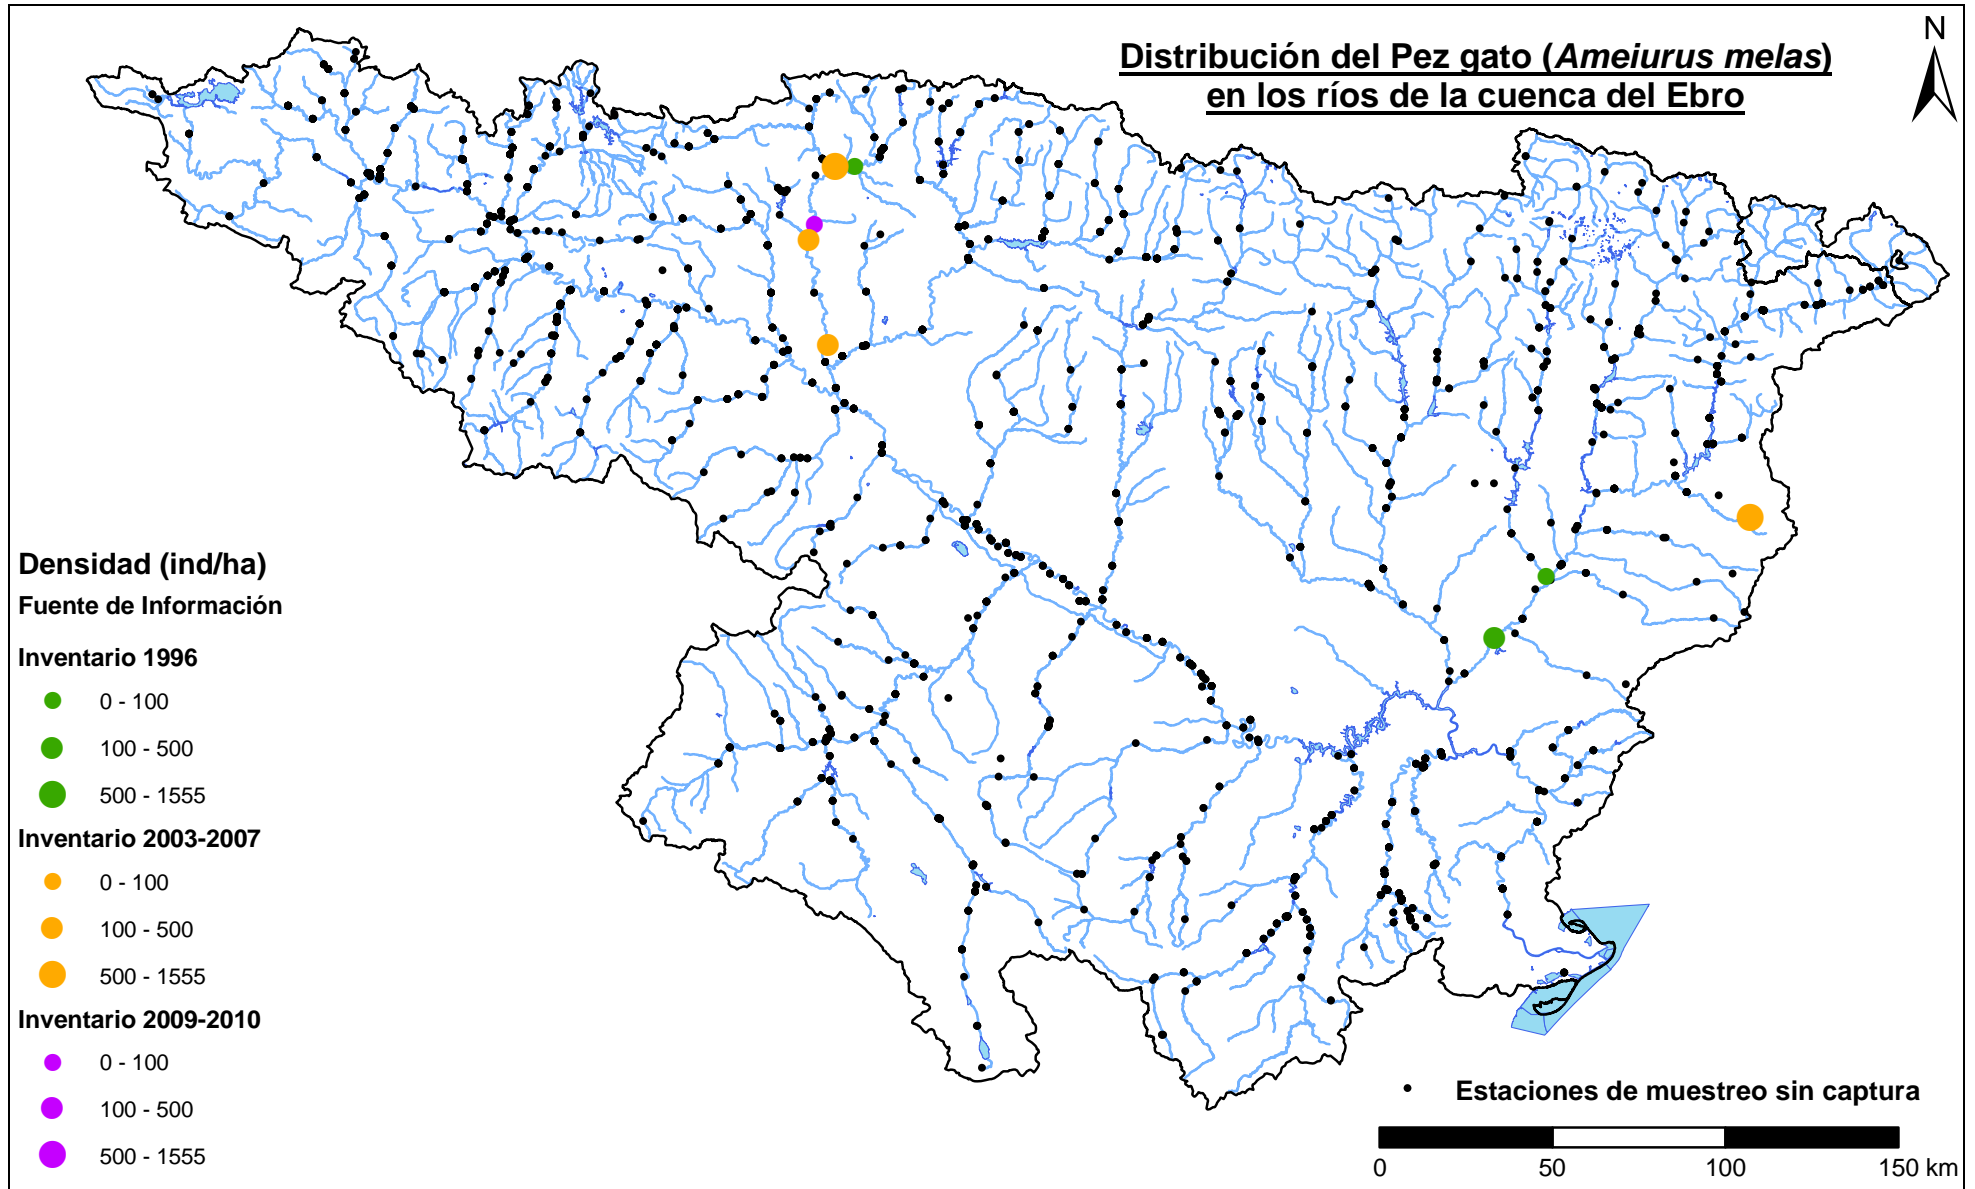 N
Distribución del Pez gato (Ameiurus melas)
en los ríos de la cuenca del Ebro
Densidad (ind/ha)
Fuente de Información
Inventario 1996
0 - 100
100 - 500
500 - 1555
Inventario 2003-2007
0 - 100
100 - 500
500 - 1555
Inventario 2009-2010
0 - 100
100 - 500
500 - 1555
Estaciones de muestreo sin captura
0 50 100 150 km